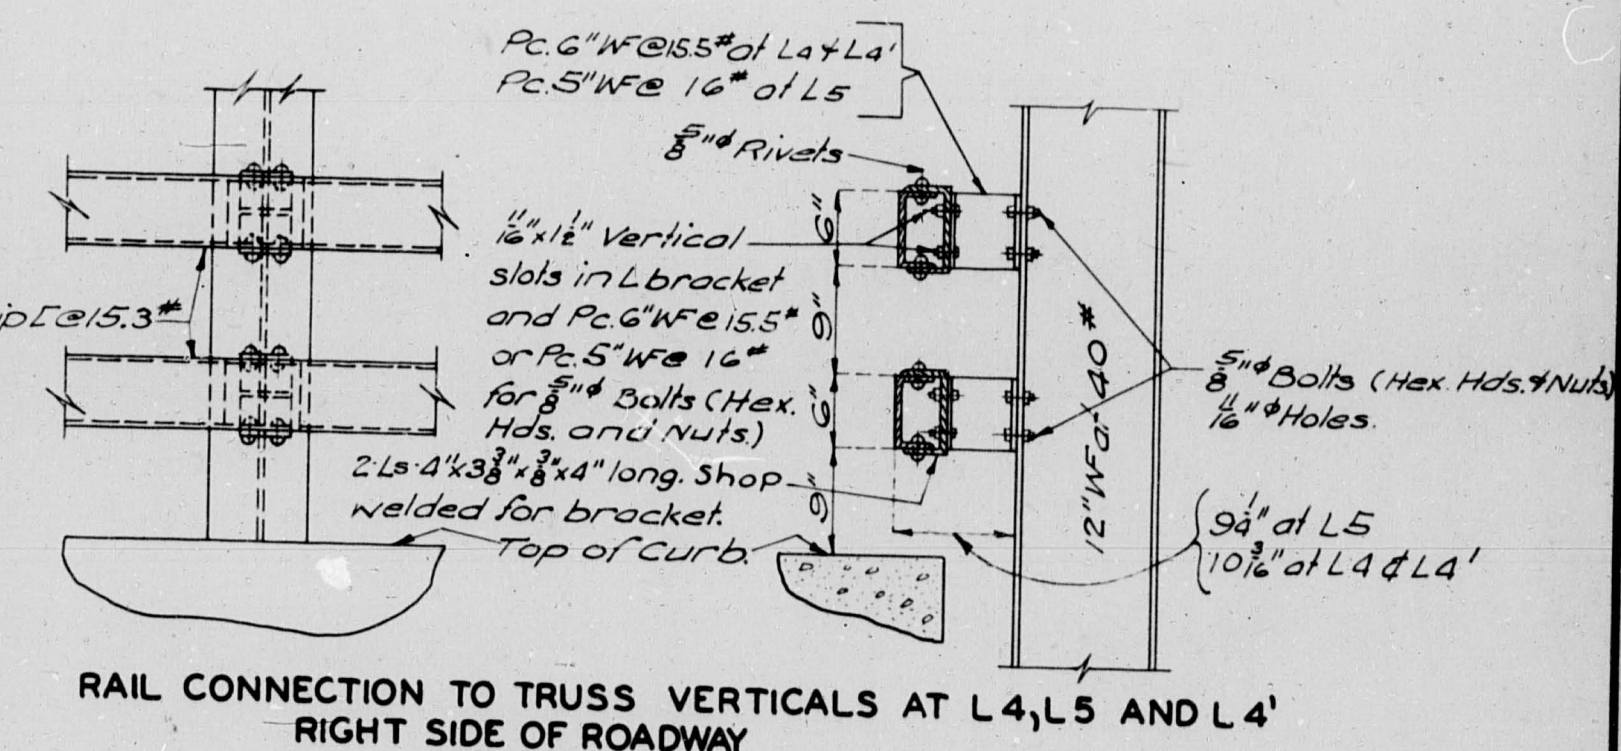 Pc. 6" WF @ 15.5# at L4 & L4'
Pc. 5" WF @ 16# at L5
5/8" φ Rivets
11/16" x 1 1/2" Vertical
slots in L bracket
and Pc. 6" WF @ 15.5#
or Pc. 5" WF @ 16#
for 5/8" φ Bolts (Hex.
Hds. and Nuts.)
2-Ls-4" x 3 3/8" x 3/8" x 4" long. Shop
welded for bracket.
Top of Curb.
[ @ 15.3#
6"
9"
6"
9"
12" WF at 40#
5/8" φ Bolts (Hex. Hds. & Nuts)
11/16" φ Holes.
9 1/4" at L5
10 3/16" at L4 & L4'
RAIL CONNECTION TO TRUSS VERTICALS AT L4, L5 AND L4'
RIGHT SIDE OF ROADWAY